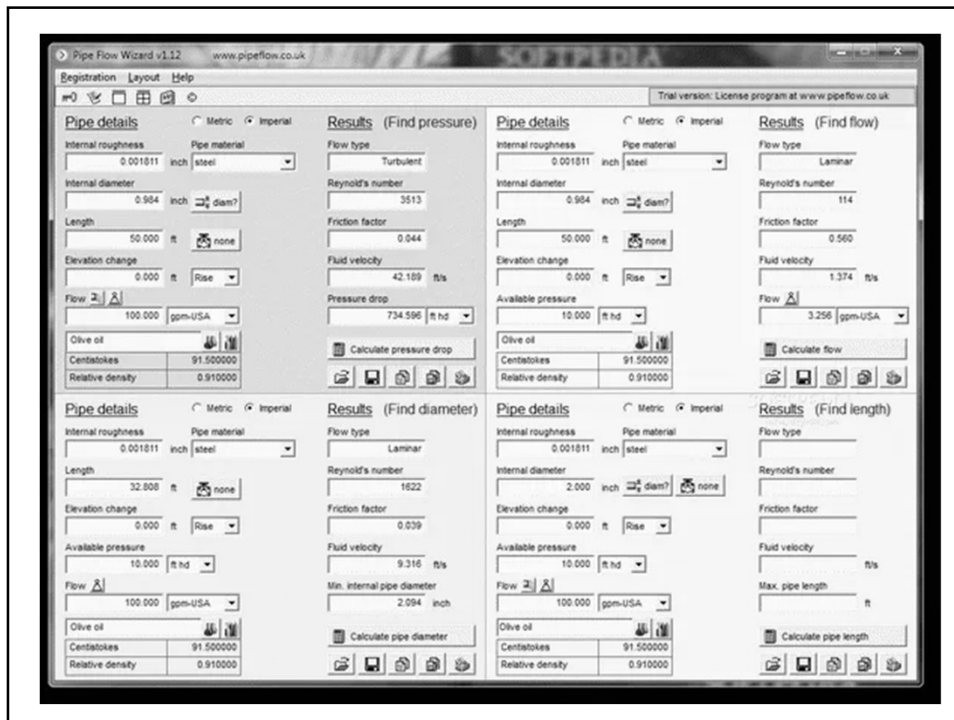 Pipe Flow Wizard v1.12 www.pipeflow.co.uk
SOFTPEDIA
Registration Layout Help
Trial version: License program at www.pipeflow.co.uk
Pipe details Metric Imperial Results (Find pressure)
Internal roughness Pipe material Flow type
0.001811 inch steel Turbulent
Internal diameter Reynold's number
0.984 inch diam? 3513
Length Friction factor
50.000 ft none 0.044
Elevation change Fluid velocity
0.000 ft Rise 42.189 ft/s
Flow Pressure drop
100.000 gpm-USA 734.596 ft hd
Olive oil Calculate pressure drop
Centistokes 91.500000
Relative density 0.910000
Pipe details Metric Imperial Results (Find flow)
Internal roughness Pipe material Flow type
0.001811 inch steel Laminar
Internal diameter Reynold's number
0.984 inch diam? 114
Length Friction factor
50.000 ft none 0.560
Elevation change Fluid velocity
0.000 ft Rise 1.374 ft/s
Available pressure Flow
10.000 ft hd 3.256 gpm-USA
Olive oil Calculate flow
Centistokes 91.500000
Relative density 0.910000
Pipe details Metric Imperial Results (Find diameter)
Internal roughness Pipe material Flow type
0.001811 inch steel Laminar
Length Reynold's number
32.808 ft none 1622
Elevation change Friction factor
0.000 ft Rise 0.039
Available pressure Fluid velocity
10.000 ft hd 9.316 ft/s
Flow Min. internal pipe diameter
100.000 gpm-USA 2.094 inch
Olive oil Calculate pipe diameter
Centistokes 91.500000
Relative density 0.910000
Pipe details Metric Imperial Results (Find length)
Internal roughness Pipe material Flow type
0.001811 inch steel
Internal diameter Reynold's number
2.000 inch diam? none
Elevation change Friction factor
0.000 ft Rise
Available pressure Fluid velocity
10.000 ft hd ft/s
Flow Max. pipe length
100.000 gpm-USA ft
Olive oil Calculate pipe length
Centistokes 91.500000
Relative density 0.910000